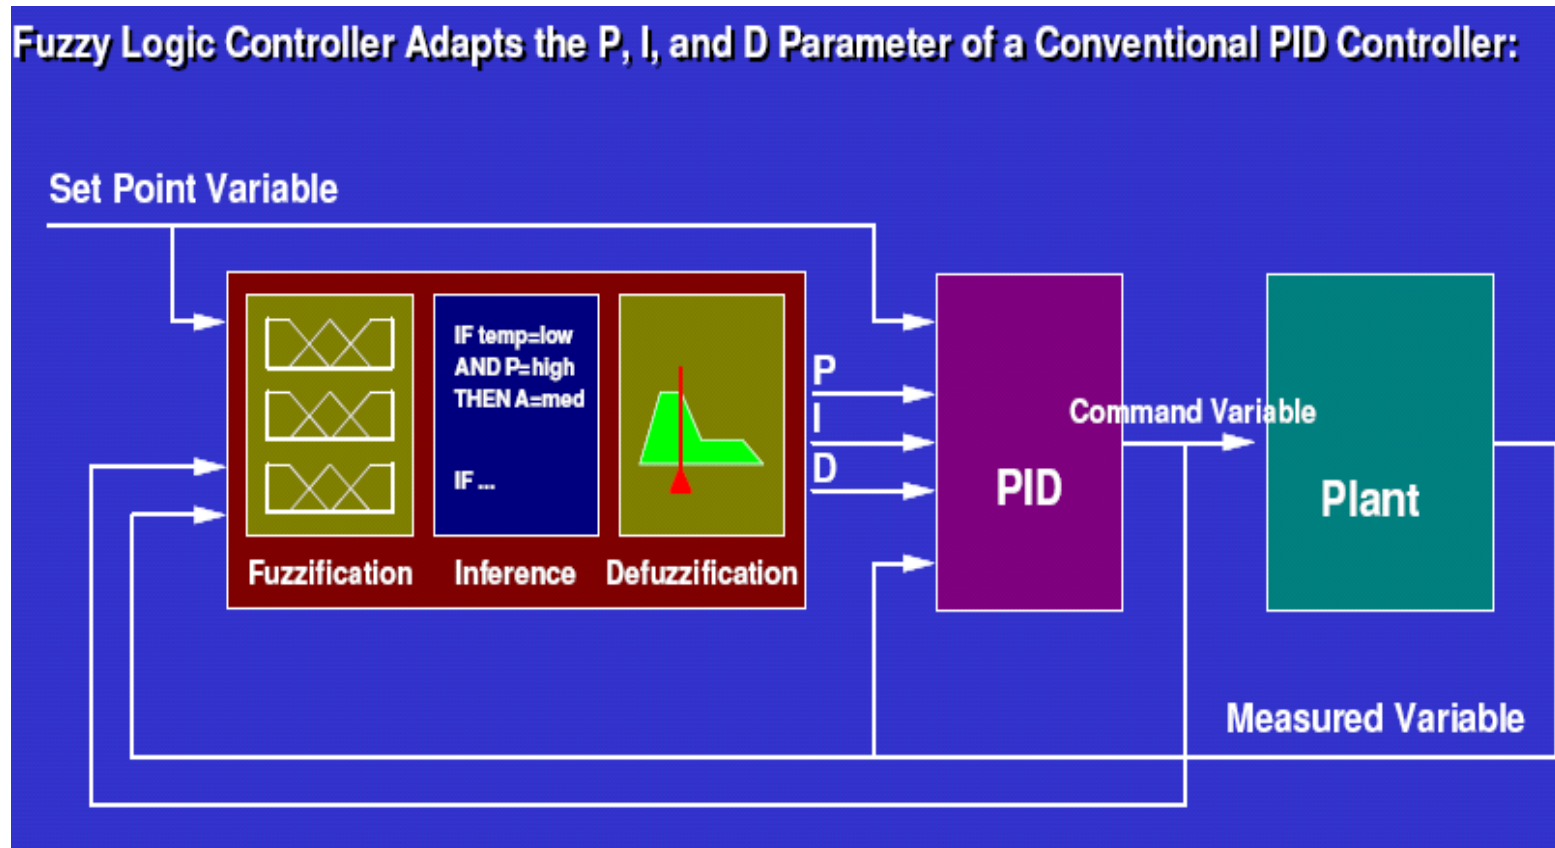 Fuzzy Logic Controller Adapts the P, I, and D Parameter of a Conventional PID Controller:
Set Point Variable
IF temp=low
AND P=high
THEN A=med
IF ...
Fuzzification
Inference
Defuzzification
P
I
D
PID
Command Variable
Plant
Measured Variable